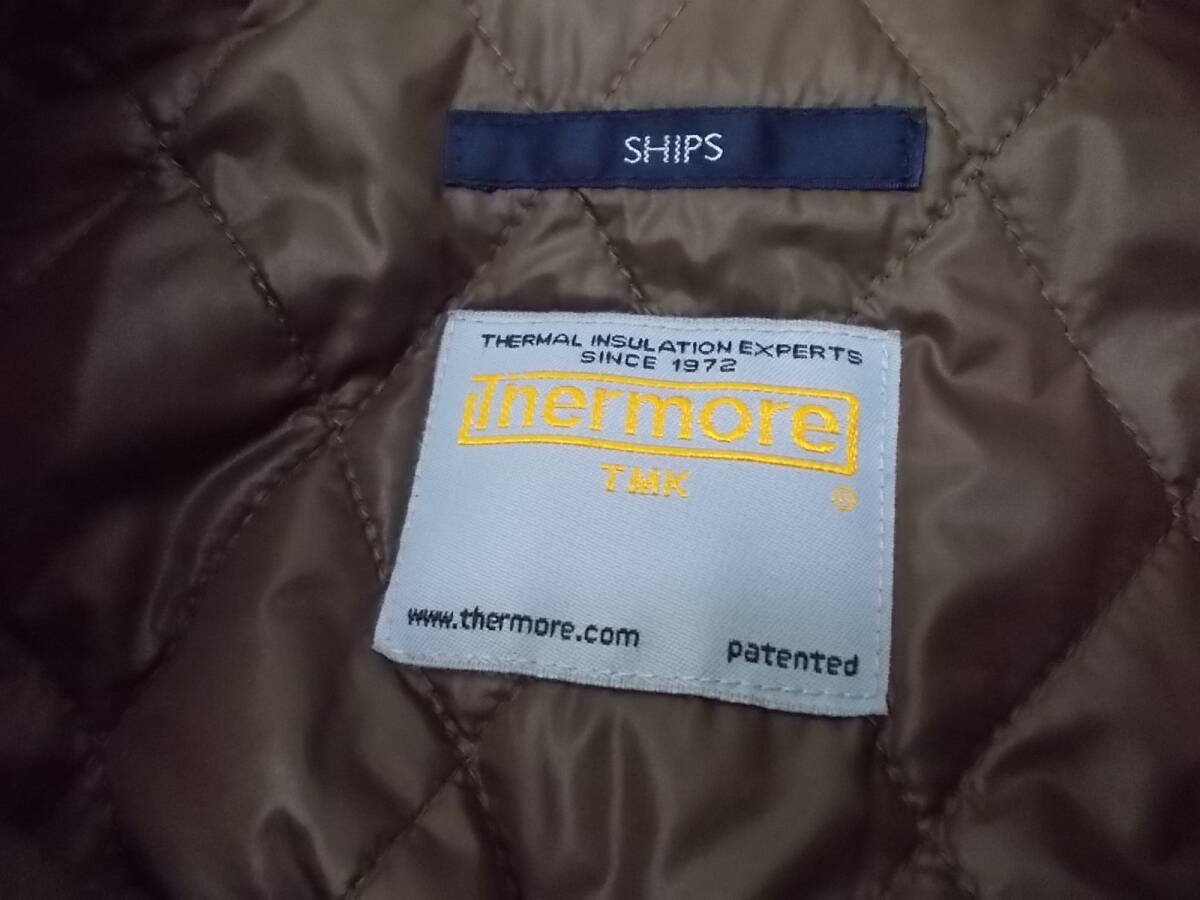 SHIPS
THERMAL INSULATION EXPERTS
SINCE 1972
Thermore
TMK ®
www.thermore.com patented